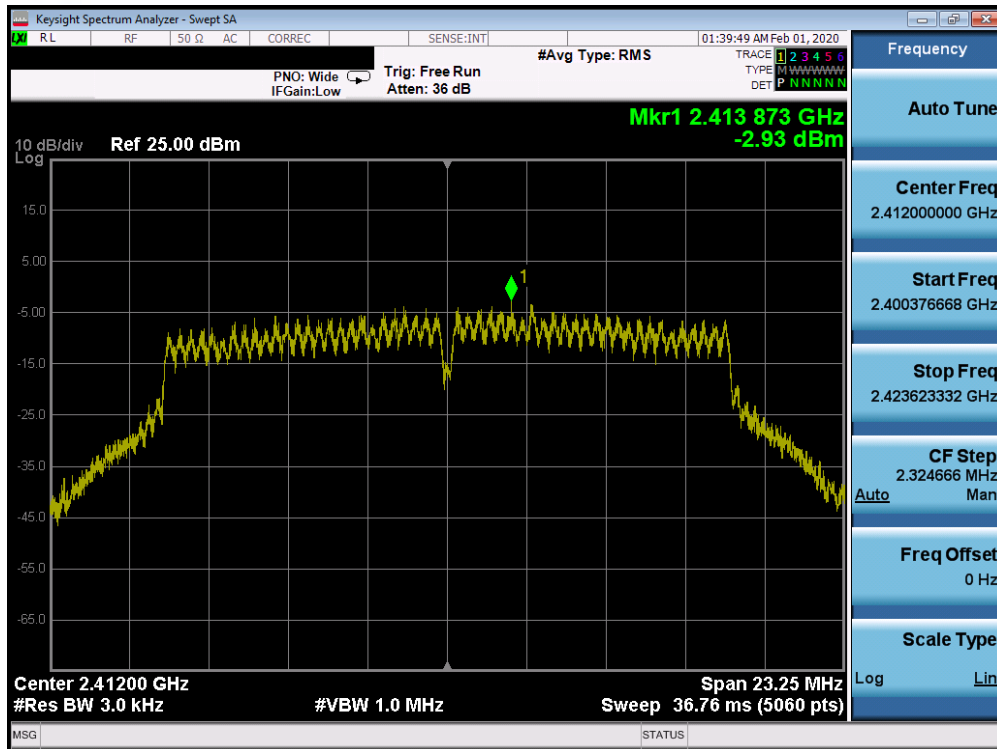 Keysight Spectrum Analyzer - Swept SA
LXI RL RF 50 Ω AC CORREC SENSE:INT 01:39:49 AM Feb 01, 2020
#Avg Type: RMS
TRACE 1 2 3 4 5 6
PNO: Wide Trig: Free Run TYPE M WWWWW
IFGain:Low Atten: 36 dB DET P N N N N N
Mkr1 2.413 873 GHz
-2.93 dBm
10 dB/div Ref 25.00 dBm
Log
15.0
5.00
1
-5.00
-15.0
-25.0
-35.0
-45.0
-55.0
-65.0
Center 2.41200 GHz Span 23.25 MHz
#Res BW 3.0 kHz #VBW 1.0 MHz Sweep 36.76 ms (5060 pts)
MSG STATUS
Frequency
Auto Tune
Center Freq
2.412000000 GHz
Start Freq
2.400376668 GHz
Stop Freq
2.423623332 GHz
CF Step
2.324666 MHz
Auto Man
Freq Offset
0 Hz
Scale Type
Log Lin